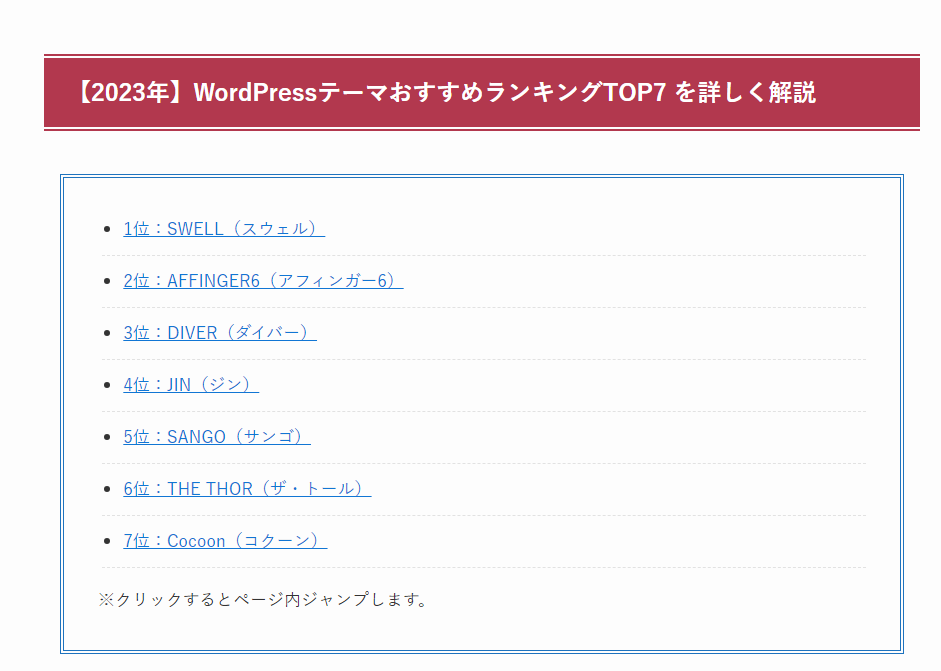 【2023年】WordPressテーマおすすめランキングTOP7 を詳しく解説
1位：SWELL（スウェル）
2位：AFFINGER6（アフィンガー6）
3位：DIVER（ダイバー）
4位：JIN（ジン）
5位：SANGO（サンゴ）
6位：THE THOR（ザ・トール）
7位：Cocoon（コクーン）
※クリックするとページ内ジャンプします。